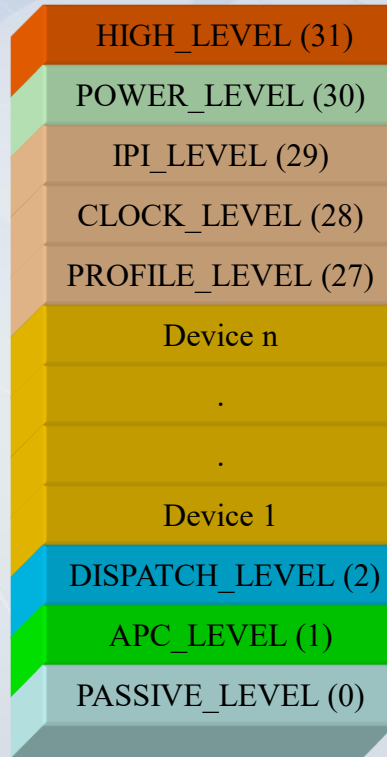 HIGH_LEVEL (31)
POWER_LEVEL (30)
IPI_LEVEL (29)
CLOCK_LEVEL (28)
PROFILE_LEVEL (27)
Device n
.
.
Device 1
DISPATCH_LEVEL (2)
APC_LEVEL (1)
PASSIVE_LEVEL (0)